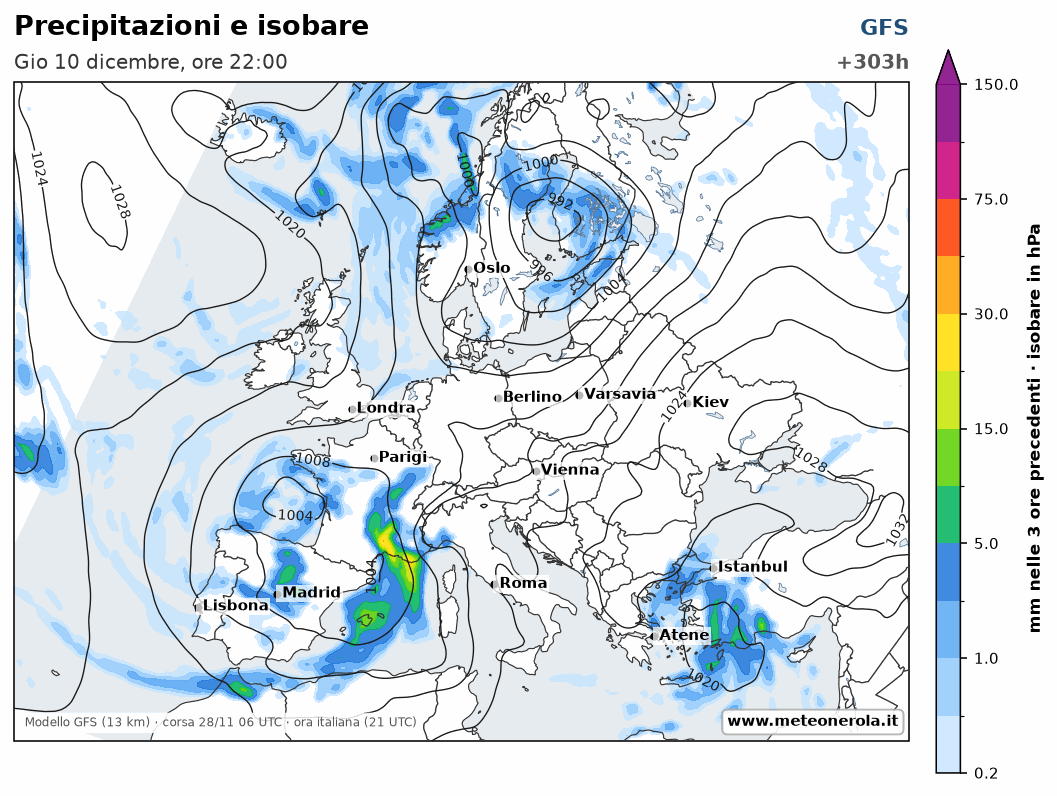 Precipitazioni e isobare
GFS
Gio 10 dicembre, ore 22:00
+303h
150.0
75.0
30.0
15.0
5.0
1.0
0.2
mm nelle 3 ore precedenti · isobare in hPa
1024
1028
1020
1000
1000
992
996
1004
Oslo
Londra
Berlino
Varsavia
Kiev
1024
Parigi
Vienna
1008
1028
1004
1032
1004
Madrid
Lisbona
Roma
Istanbul
Atene
1020
Modello GFS (13 km) · corsa 28/11 06 UTC · ora italiana (21 UTC)
www.meteonerola.it